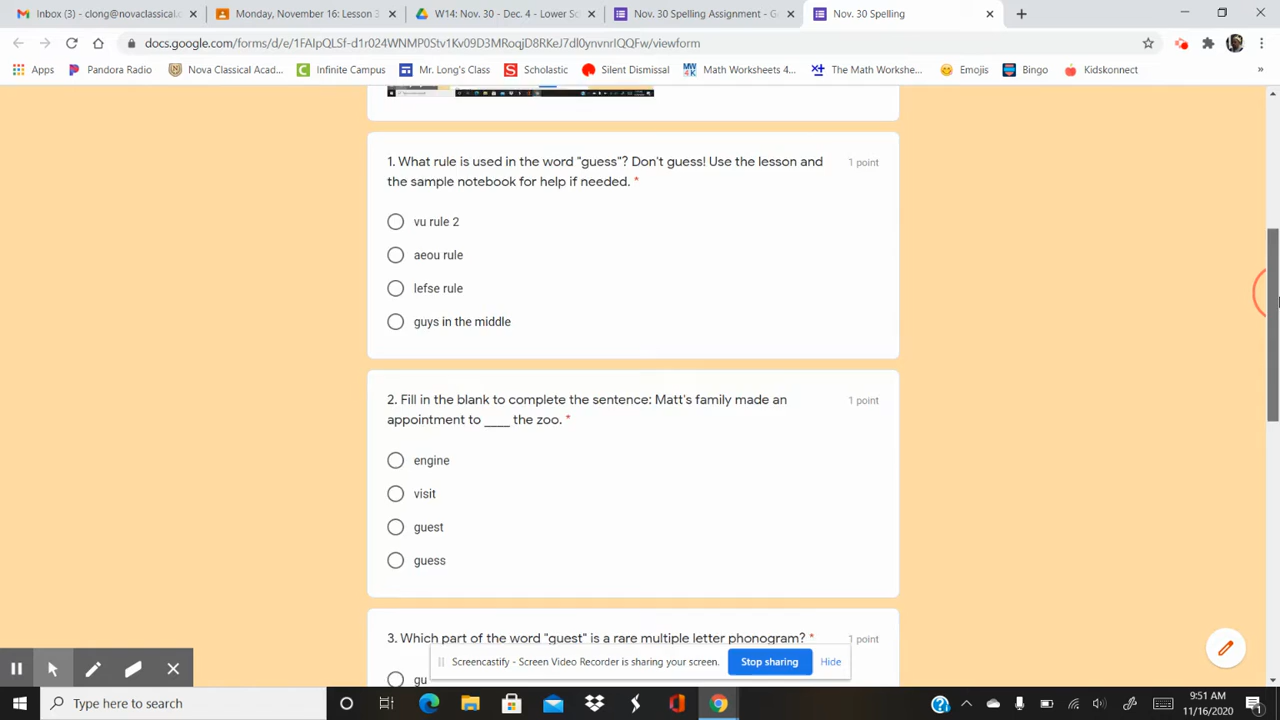 Inbox (3) - clong@novaclassical.o
Monday, November 16: Lesson 3
W14: Nov. 30 - Dec. 4 - Lower Sch
Nov. 30 Spelling Assignment - Go
Nov. 30 Spelling
docs.google.com/forms/d/e/1FAIpQLSf-d1r024WNMP0Stv1Kv09D3MRoqjD8RKeJ7dl0ynvnrlQQFw/viewform
Apps
Pandora Radio
Nova Classical Acad...
Infinite Campus
Mr. Long's Class
Scholastic
Silent Dismissal
Math Worksheets 4...
The Math Workshe...
Emojis
Bingo
Kidskonnect
»
1. What rule is used in the word "guess"? Don't guess! Use the lesson and
the sample notebook for help if needed. *
1 point
vu rule 2
aeou rule
lefse rule
guys in the middle
2. Fill in the blank to complete the sentence: Matt's family made an
appointment to ____ the zoo. *
1 point
engine
visit
guest
guess
3. Which part of the word "guest" is a rare multiple letter phonogram? *
1 point
gu
Screencastify - Screen Video Recorder is sharing your screen.
Stop sharing
Hide
Type here to search
9:51 AM
11/16/2020